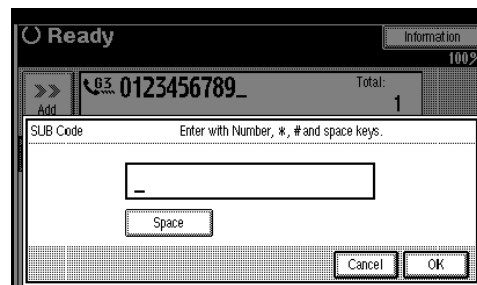 Ready
Information
100%
>>
Add
G3 0123456789_
Total:
1
SUB Code
Enter with Number, *, # and space keys.
_
Space
Cancel
OK